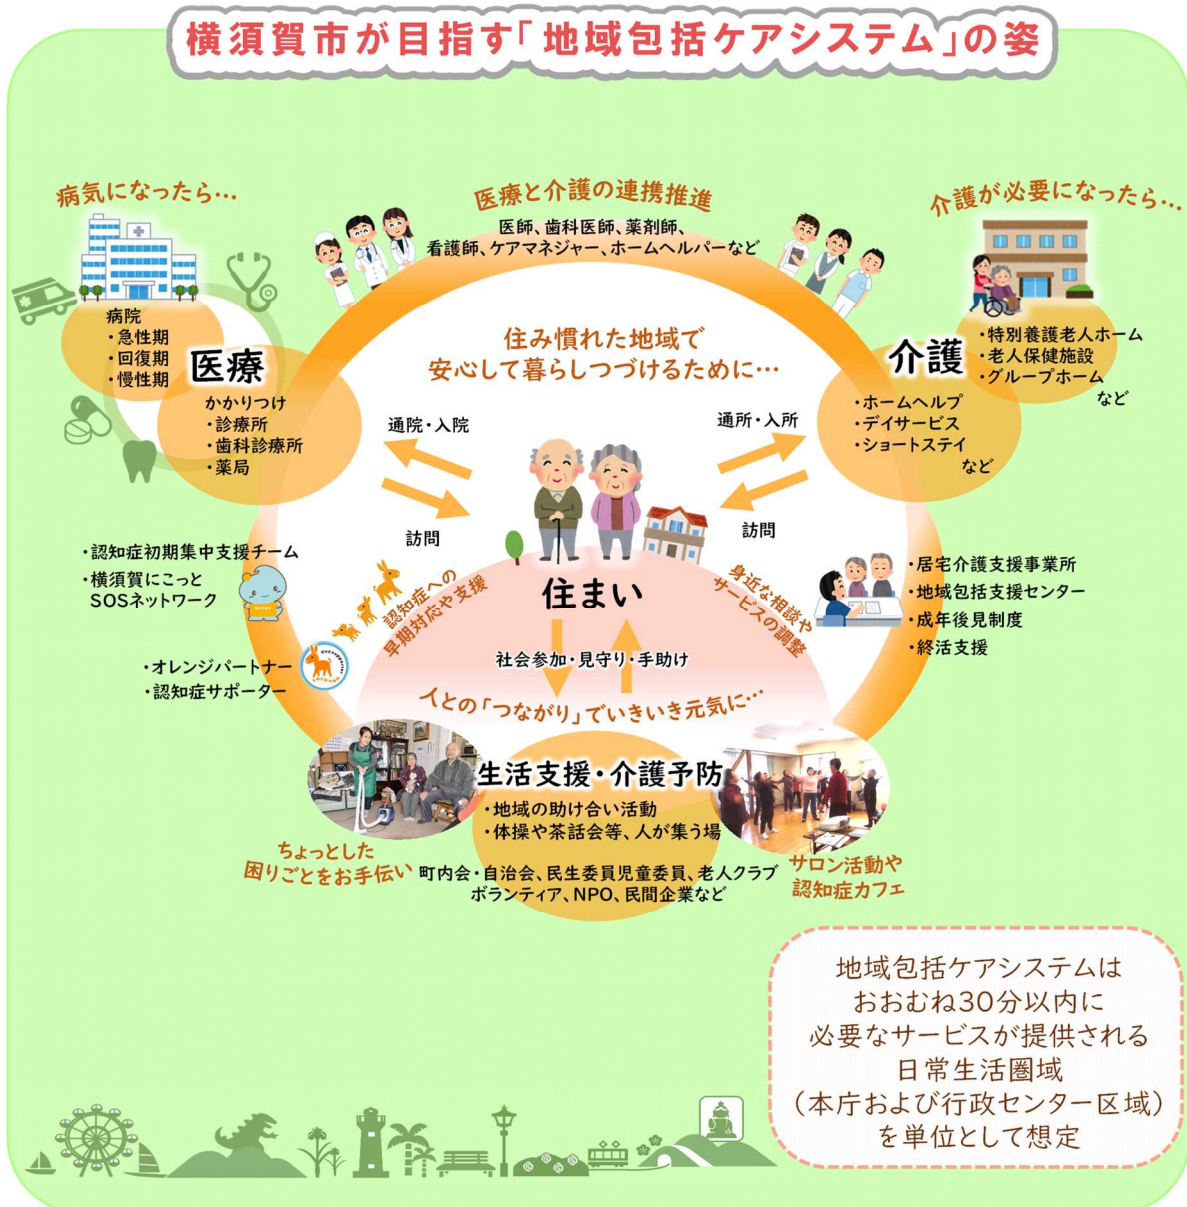 横須賀市が目指す「地域包括ケアシステム」の姿
病気になったら…
医療と介護の連携推進
医師、歯科医師、薬剤師、
看護師、ケアマネジャー、ホームヘルパーなど
介護が必要になったら…
病院
・急性期
・回復期
・慢性期
医療
かかりつけ
・診療所
・歯科診療所
・薬局
住み慣れた地域で
安心して暮らしつづけるために…
介護
・特別養護老人ホーム
・老人保健施設
・グループホーム
など
・ホームヘルプ
・デイサービス
・ショートステイ
など
通院・入院
訪問
通所・入所
訪問
・認知症初期集中支援チーム
・横須賀にこっと
SOSネットワーク
・オレンジパートナー
・認知症サポーター
認知症への
早期対応や支援
住まい
身近な相談や
サービスの調整
・居宅介護支援事業所
・地域包括支援センター
・成年後見制度
・終活支援
社会参加・見守り・手助け
人との「つながり」でいきいき元気に…
生活支援・介護予防
・地域の助け合い活動
・体操や茶話会等、人が集う場
ちょっとした
困りごとをお手伝い
町内会・自治会、民生委員児童委員、老人クラブ
ボランティア、NPO、民間企業など
サロン活動や
認知症カフェ
地域包括ケアシステムは
おおむね30分以内に
必要なサービスが提供される
日常生活圏域
（本庁および行政センター区域）
を単位として想定